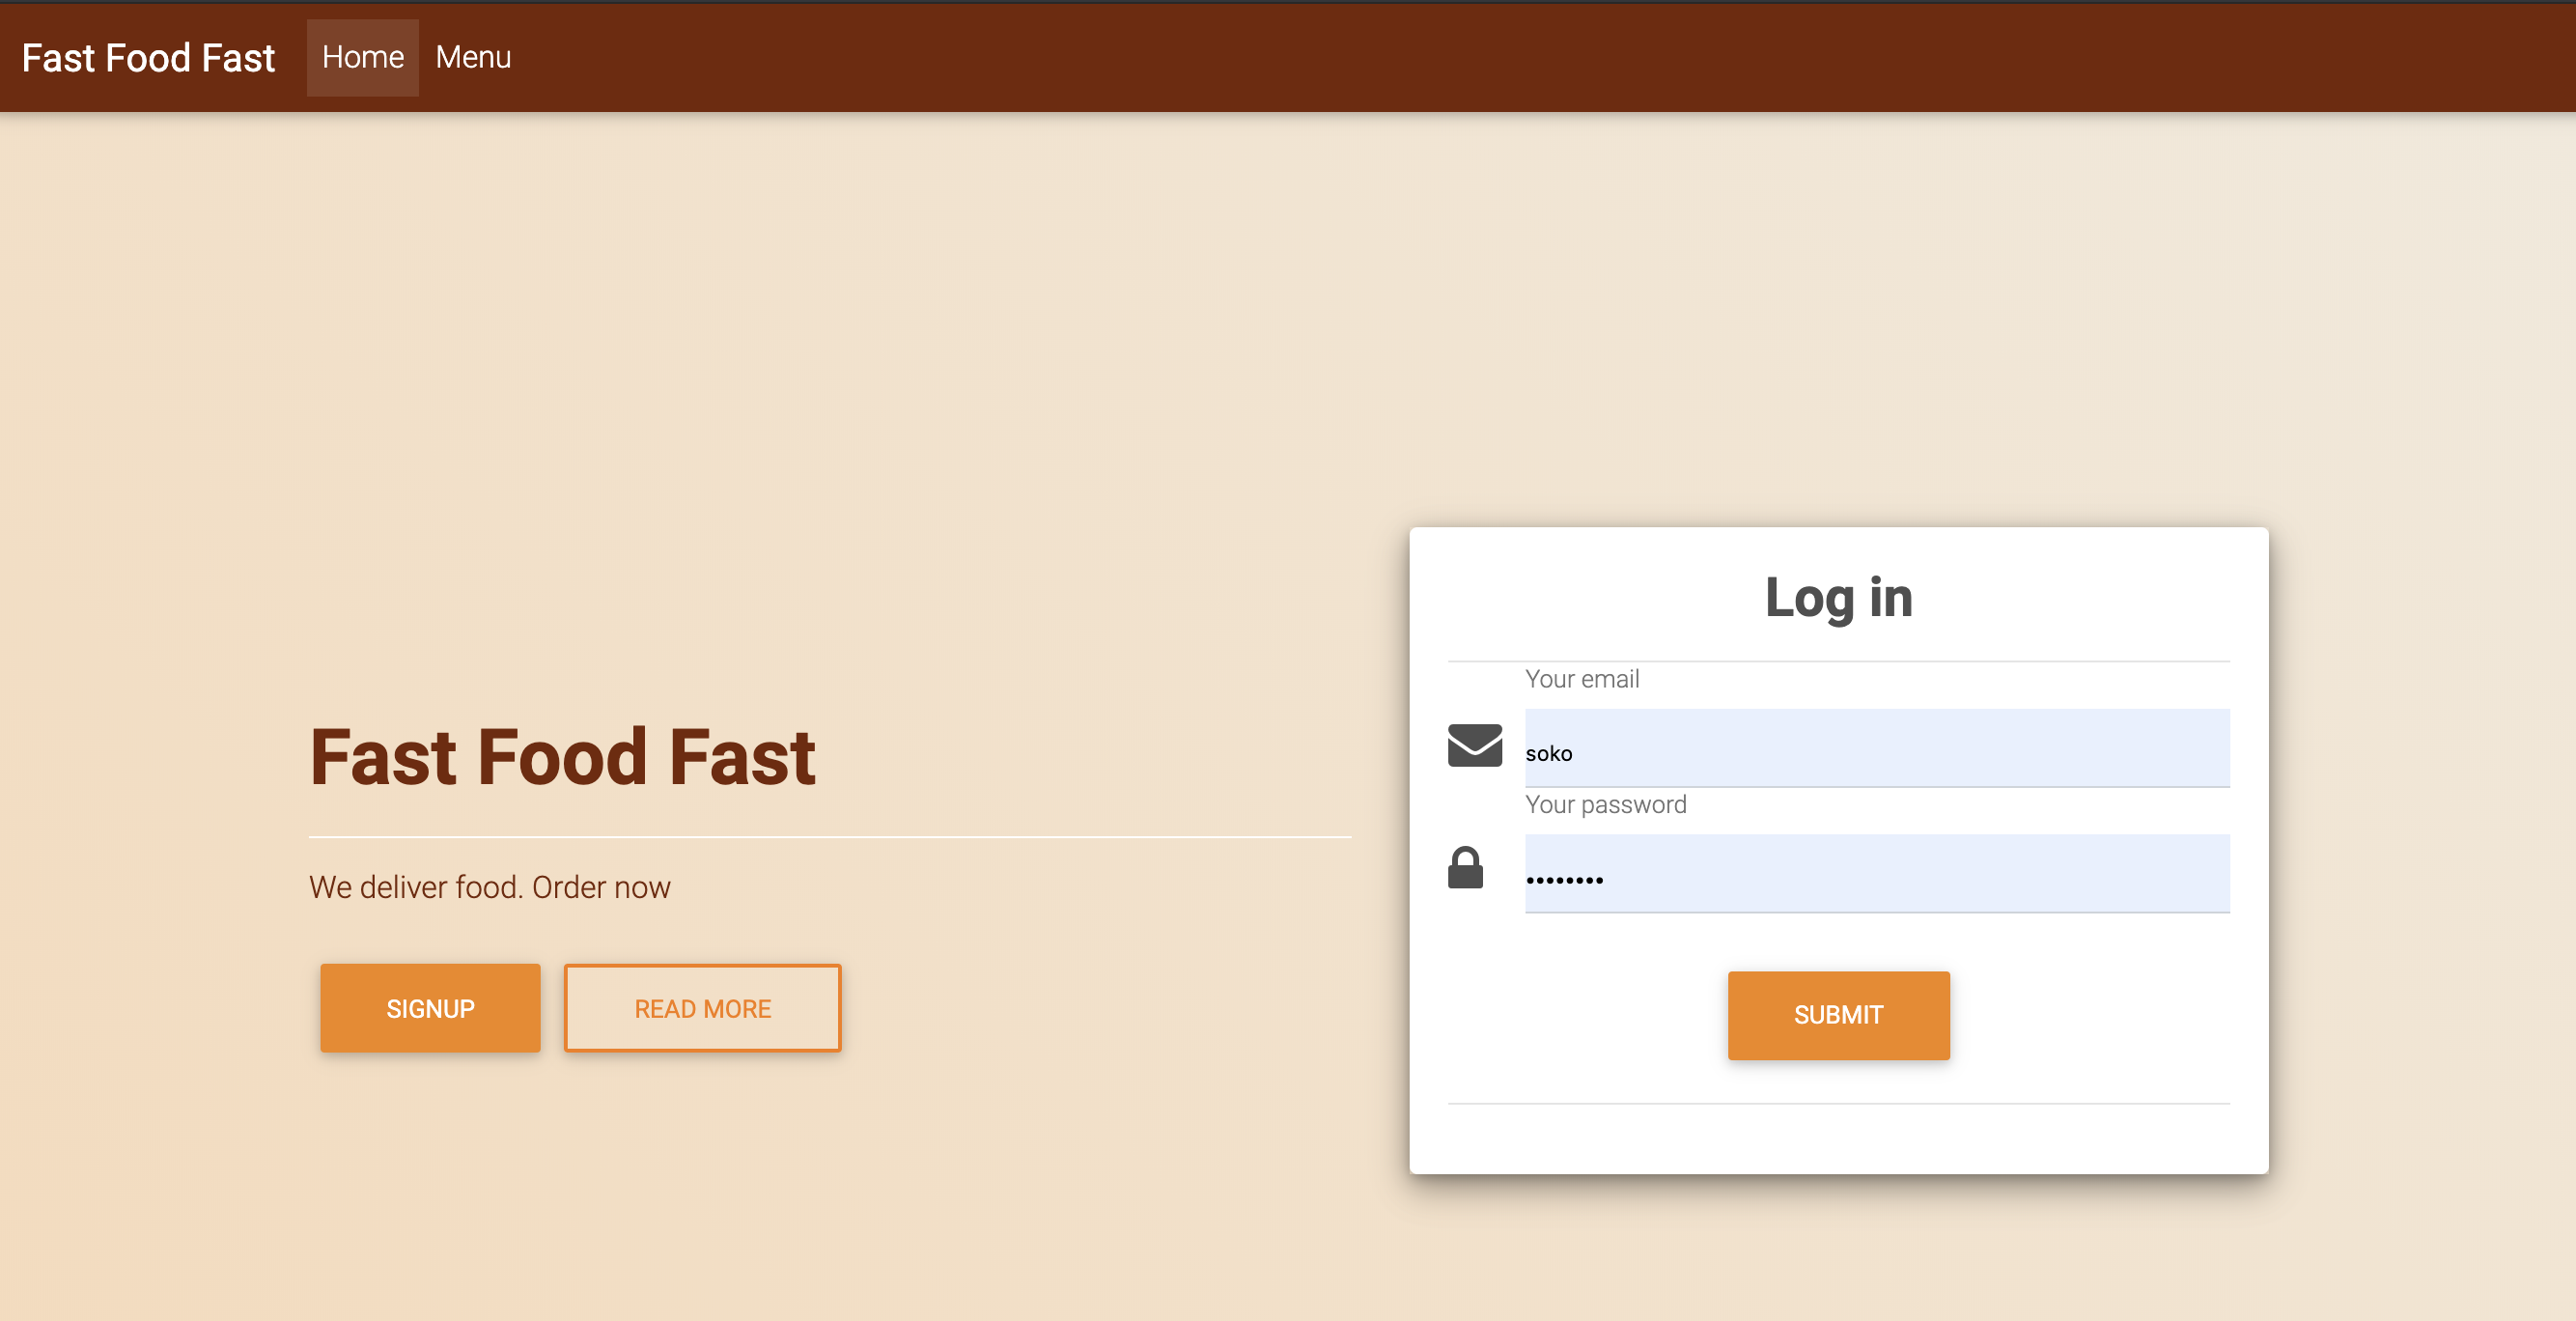 Fast Food Fast Home Menu
Fast Food Fast
We deliver food. Order now
SIGNUP READ MORE
Log in
Your email
soko
Your password
••••••••
SUBMIT